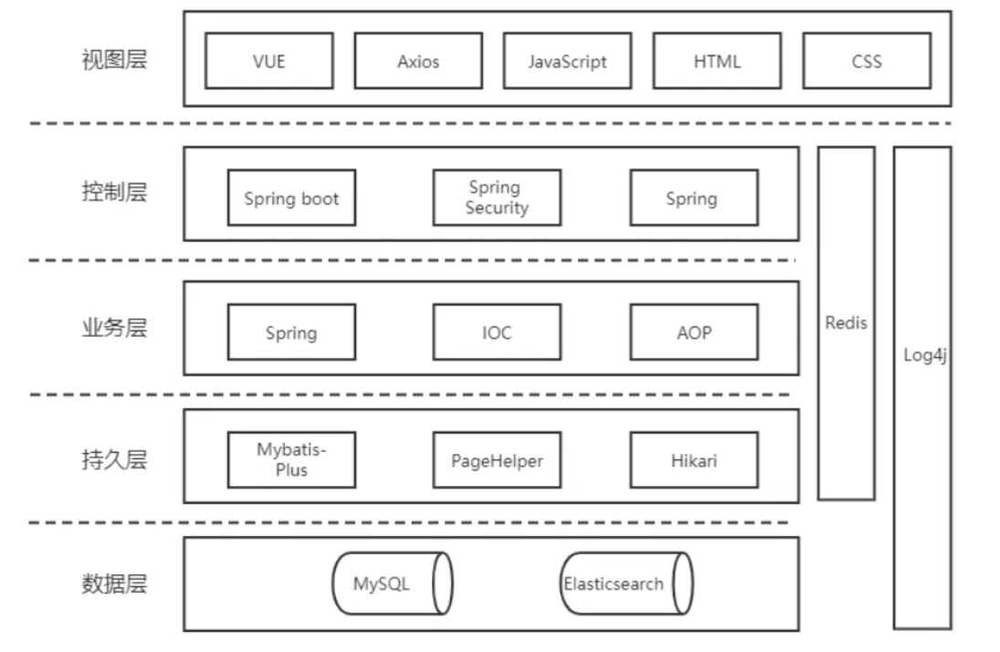 视图层
VUE
Axios
JavaScript
HTML
CSS
控制层
Spring boot
Spring
Security
Spring
业务层
Spring
IOC
AOP
Redis
Log4j
持久层
Mybatis-
Plus
PageHelper
Hikari
数据层
MySQL
Elasticsearch